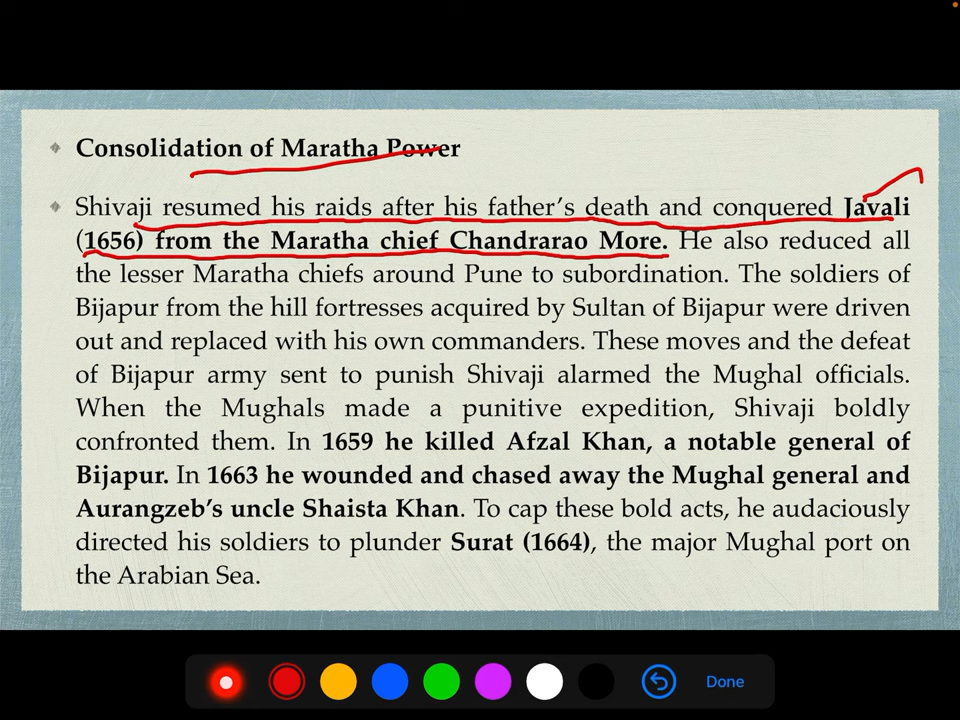 Consolidation of Maratha Power
Shivaji resumed his raids after his father's death and conquered Javali
(1656) from the Maratha chief Chandrarao More. He also reduced all
the lesser Maratha chiefs around Pune to subordination. The soldiers of
Bijapur from the hill fortresses acquired by Sultan of Bijapur were driven
out and replaced with his own commanders. These moves and the defeat
of Bijapur army sent to punish Shivaji alarmed the Mughal officials.
When the Mughals made a punitive expedition, Shivaji boldly
confronted them. In 1659 he killed Afzal Khan, a notable general of
Bijapur. In 1663 he wounded and chased away the Mughal general and
Aurangzeb's uncle Shaista Khan. To cap these bold acts, he audaciously
directed his soldiers to plunder Surat (1664), the major Mughal port on
the Arabian Sea.
Done